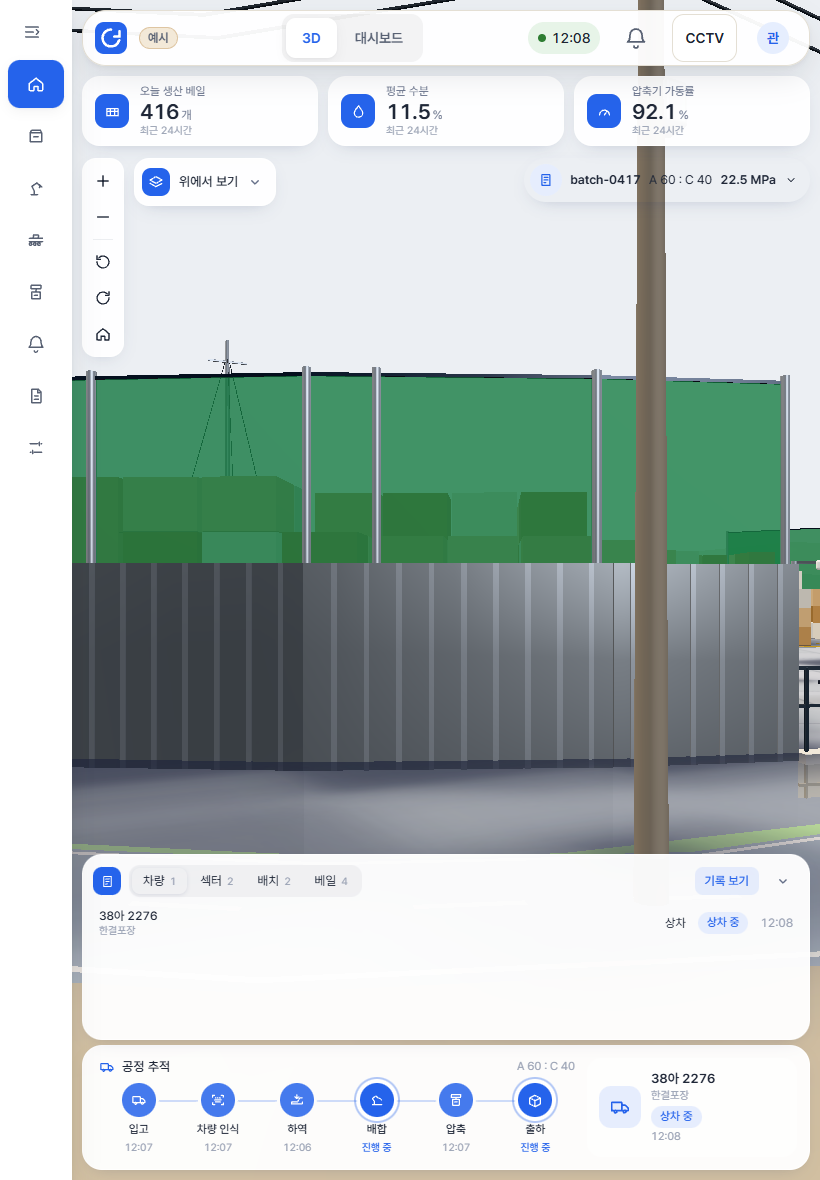 예시
3D
대시보드
12:08
CCTV
관
오늘 생산 베일
416개
최근 24시간
평균 수분
11.5%
최근 24시간
압축기 가동률
92.1%
최근 24시간
위에서 보기
batch-0417 A 60 : C 40 22.5 MPa
차량 1
섹터 2
배치 2
베일 4
기록 보기
38아 2276
한결포장
상차
상차 중
12:08
공정 추적
A 60 : C 40
입고
12:07
차량 인식
12:07
하역
12:06
배합
진행 중
압축
12:07
출하
진행 중
38아 2276
한결포장
상차 중
12:08